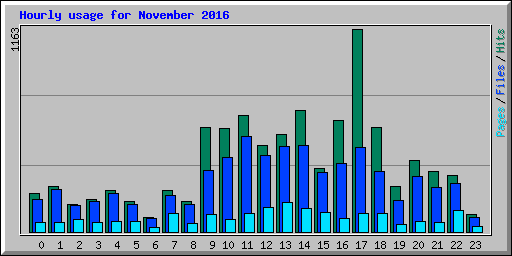 Hourly usage for November 2016
1163
Pages/Files/Hits
0 1 2 3 4 5 6 7 8 9 10 11 12 13 14 15 16 17 18 19 20 21 22 23